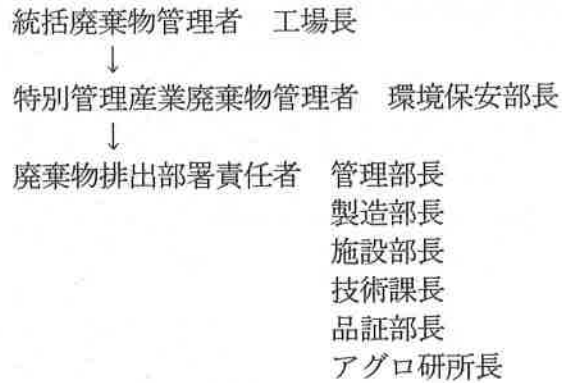 統括廃棄物管理者　工場長
↓
特別管理産業廃棄物管理者　環境保安部長
↓
廃棄物排出部署責任者　管理部長
製造部長
施設部長
技術課長
品証部長
アグロ研所長